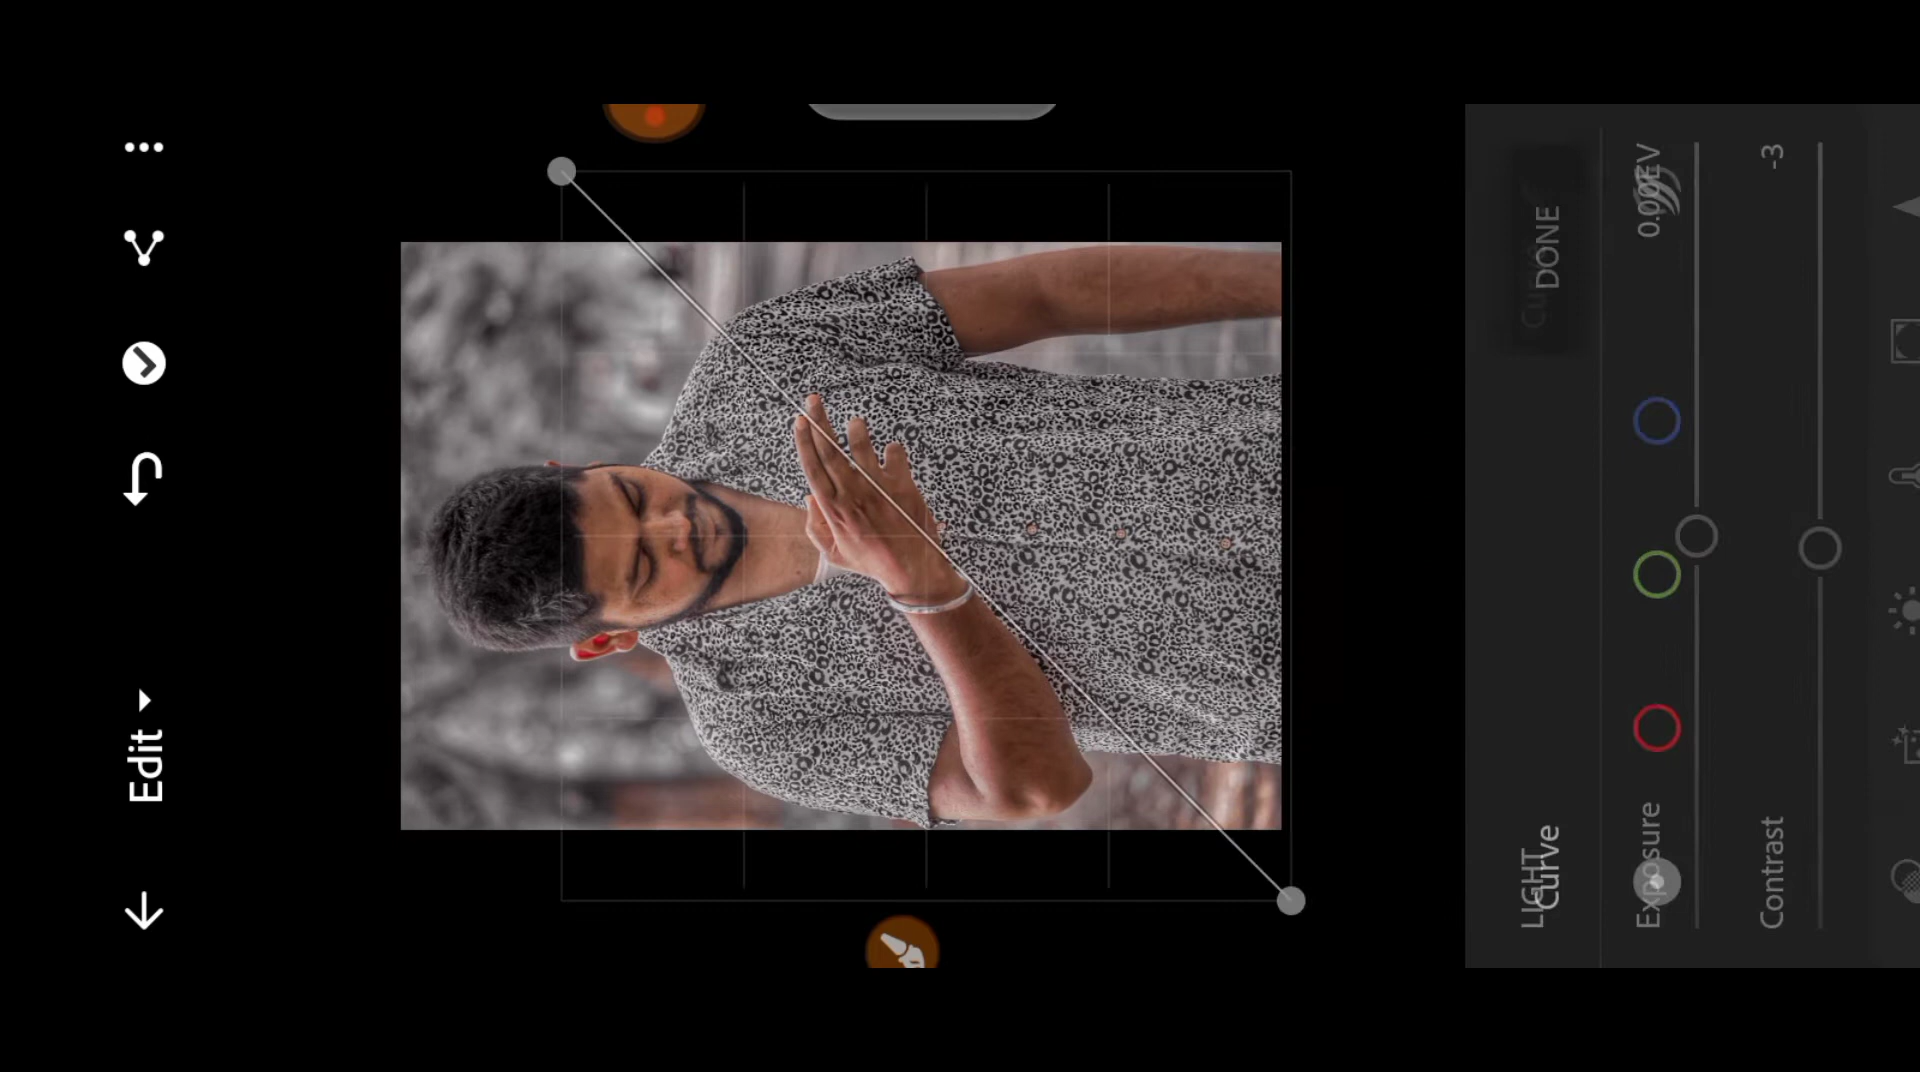 Edit
LIGHT
Curve
DONE
Exposure
0.00EV
Contrast
-3